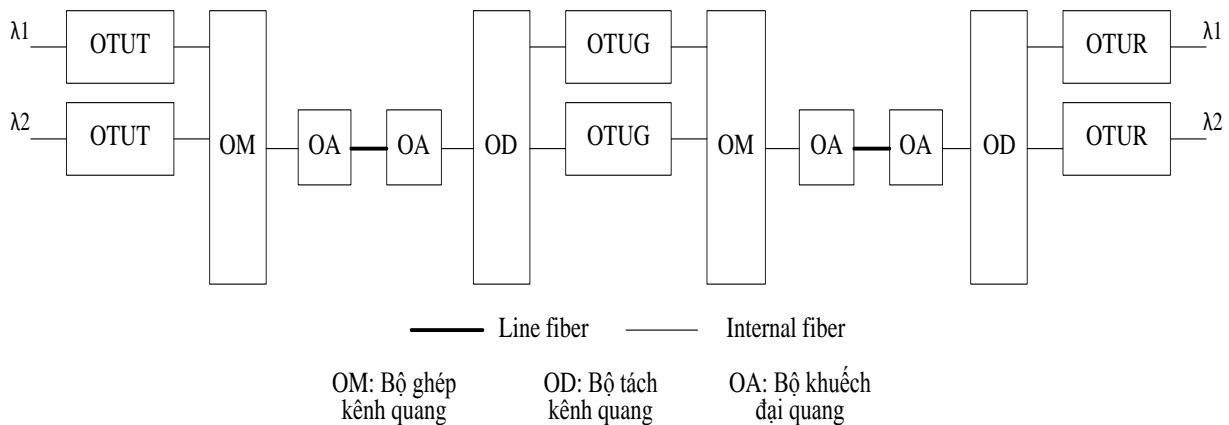 λ1 OTUT OTUG OTUR λ1
λ2 OTUT OM OA OA OD OTUG OM OA OA OD OTUR λ2
Line fiber Internal fiber
OM: Bộ ghép kênh quang
OD: Bộ tách kênh quang
OA: Bộ khuếch đại quang